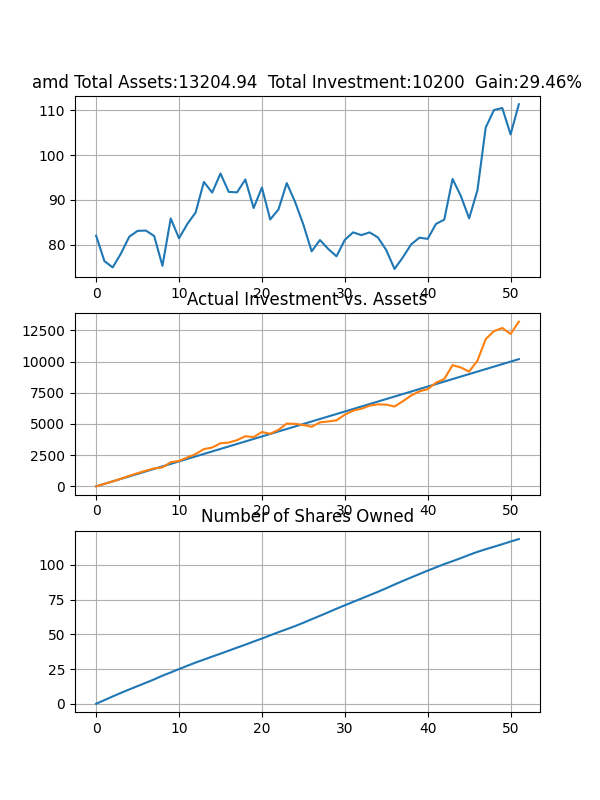 amd Total Assets:13204.94  Total Investment:10200  Gain:29.46%
110
100
90
80
0 10 20 30 40 50
Actual Investment vs. Assets
12500
10000
7500
5000
2500
0
0 10 20 30 40 50
Number of Shares Owned
100
75
50
25
0
0 10 20 30 40 50